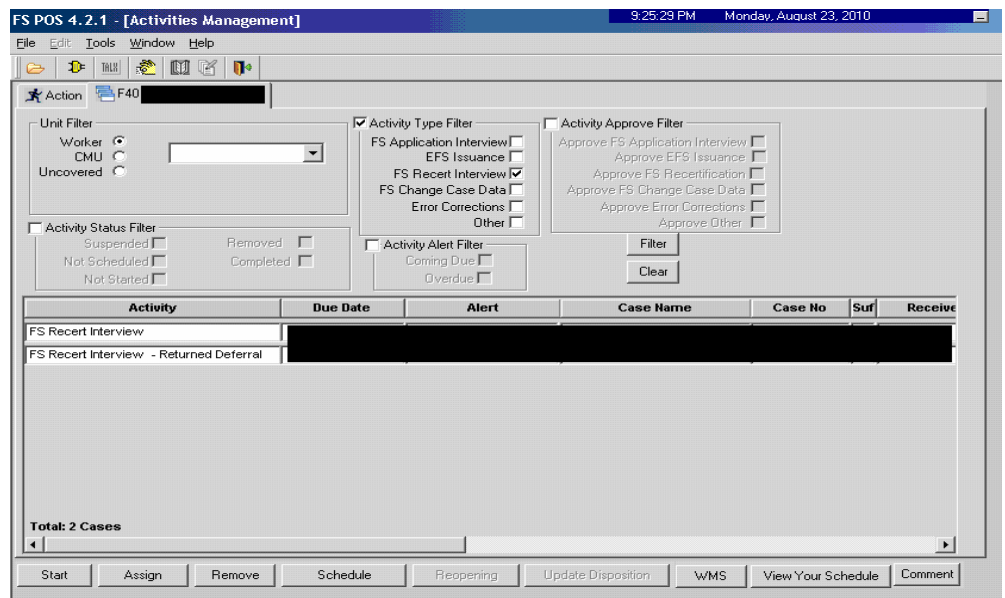 FS POS 4.2.1 - [Activities Management] 9:25:29 PM Monday, August 23, 2010
File Edit Tools Window Help
TALX
Action F40
Unit Filter
Worker
CMU
Uncovered
Activity Type Filter
FS Application Interview
EFS Issuance
FS Recert Interview
FS Change Case Data
Error Corrections
Other
Activity Approve Filter
Approve FS Application Interview
Approve EFS Issuance
Approve FS Recertification
Approve FS Change Case Data
Approve Error Corrections
Approve Other
Activity Status Filter
Suspended Removed
Not Scheduled Completed
Not Started
Activity Alert Filter
Coming Due
Overdue
Filter
Clear
Activity Due Date Alert Case Name Case No Suf Receive
FS Recert Interview
FS Recert Interview - Returned Deferral
Total: 2 Cases
Start Assign Remove Schedule Reopening Update Disposition WMS View Your Schedule Comment